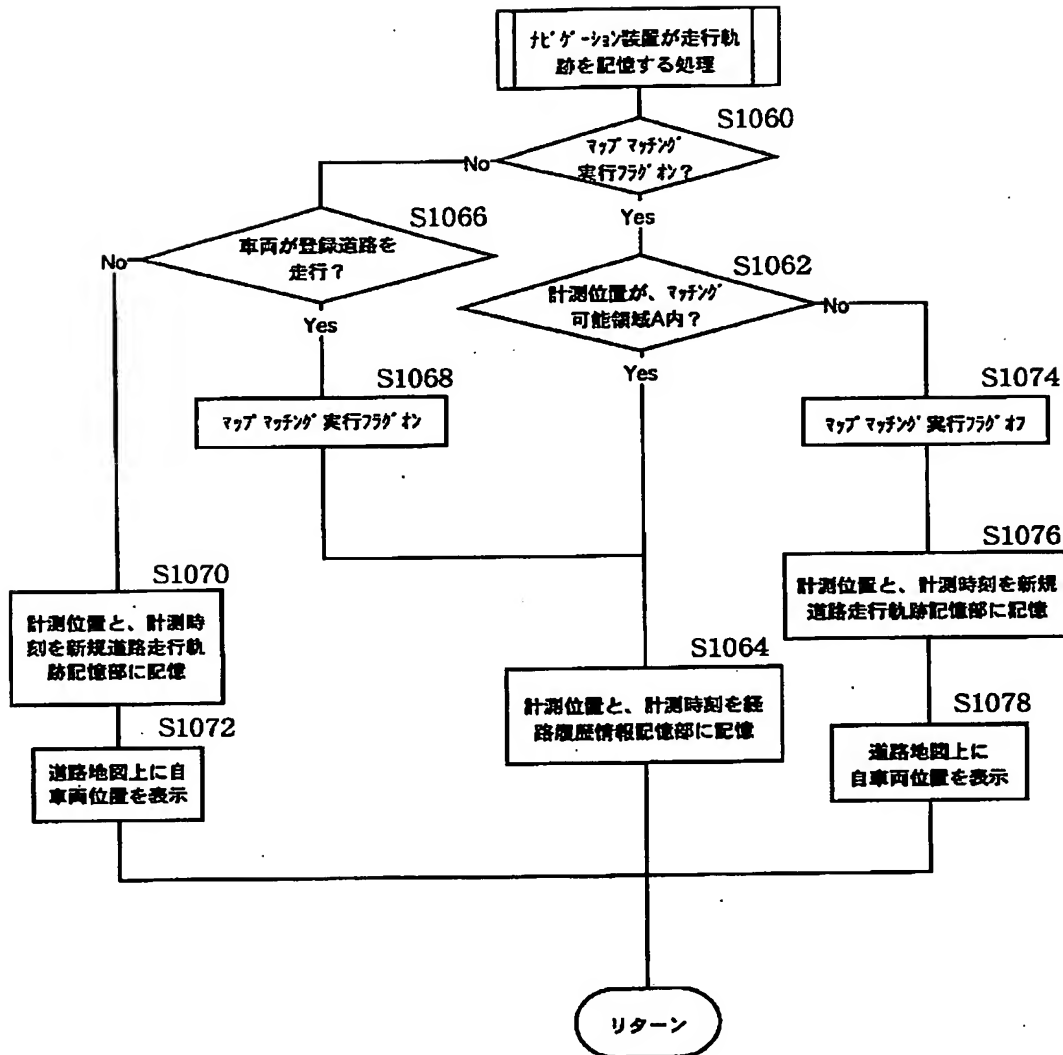 ナビゲーション装置が走行軌
跡を記憶する処理
S1060
マップマッチング
実行フラグオン?
No
Yes
S1066
車両が登録道路を
走行?
No
Yes
S1062
計測位置が、マッチング
可能領域A内?
No
Yes
S1068
マップマッチング実行フラグオン
S1074
マップマッチング実行フラグオフ
S1076
計測位置と、計測時刻を新規
道路走行軌跡記憶部に記憶
S1070
計測位置と、計測時
刻を新規道路走行軌
跡記憶部に記憶
S1064
計測位置と、計測時刻を経
路履歴情報記憶部に記憶
S1072
道路地図上に自
車両位置を表示
S1078
道路地図上に
自車両位置を表示
リターン